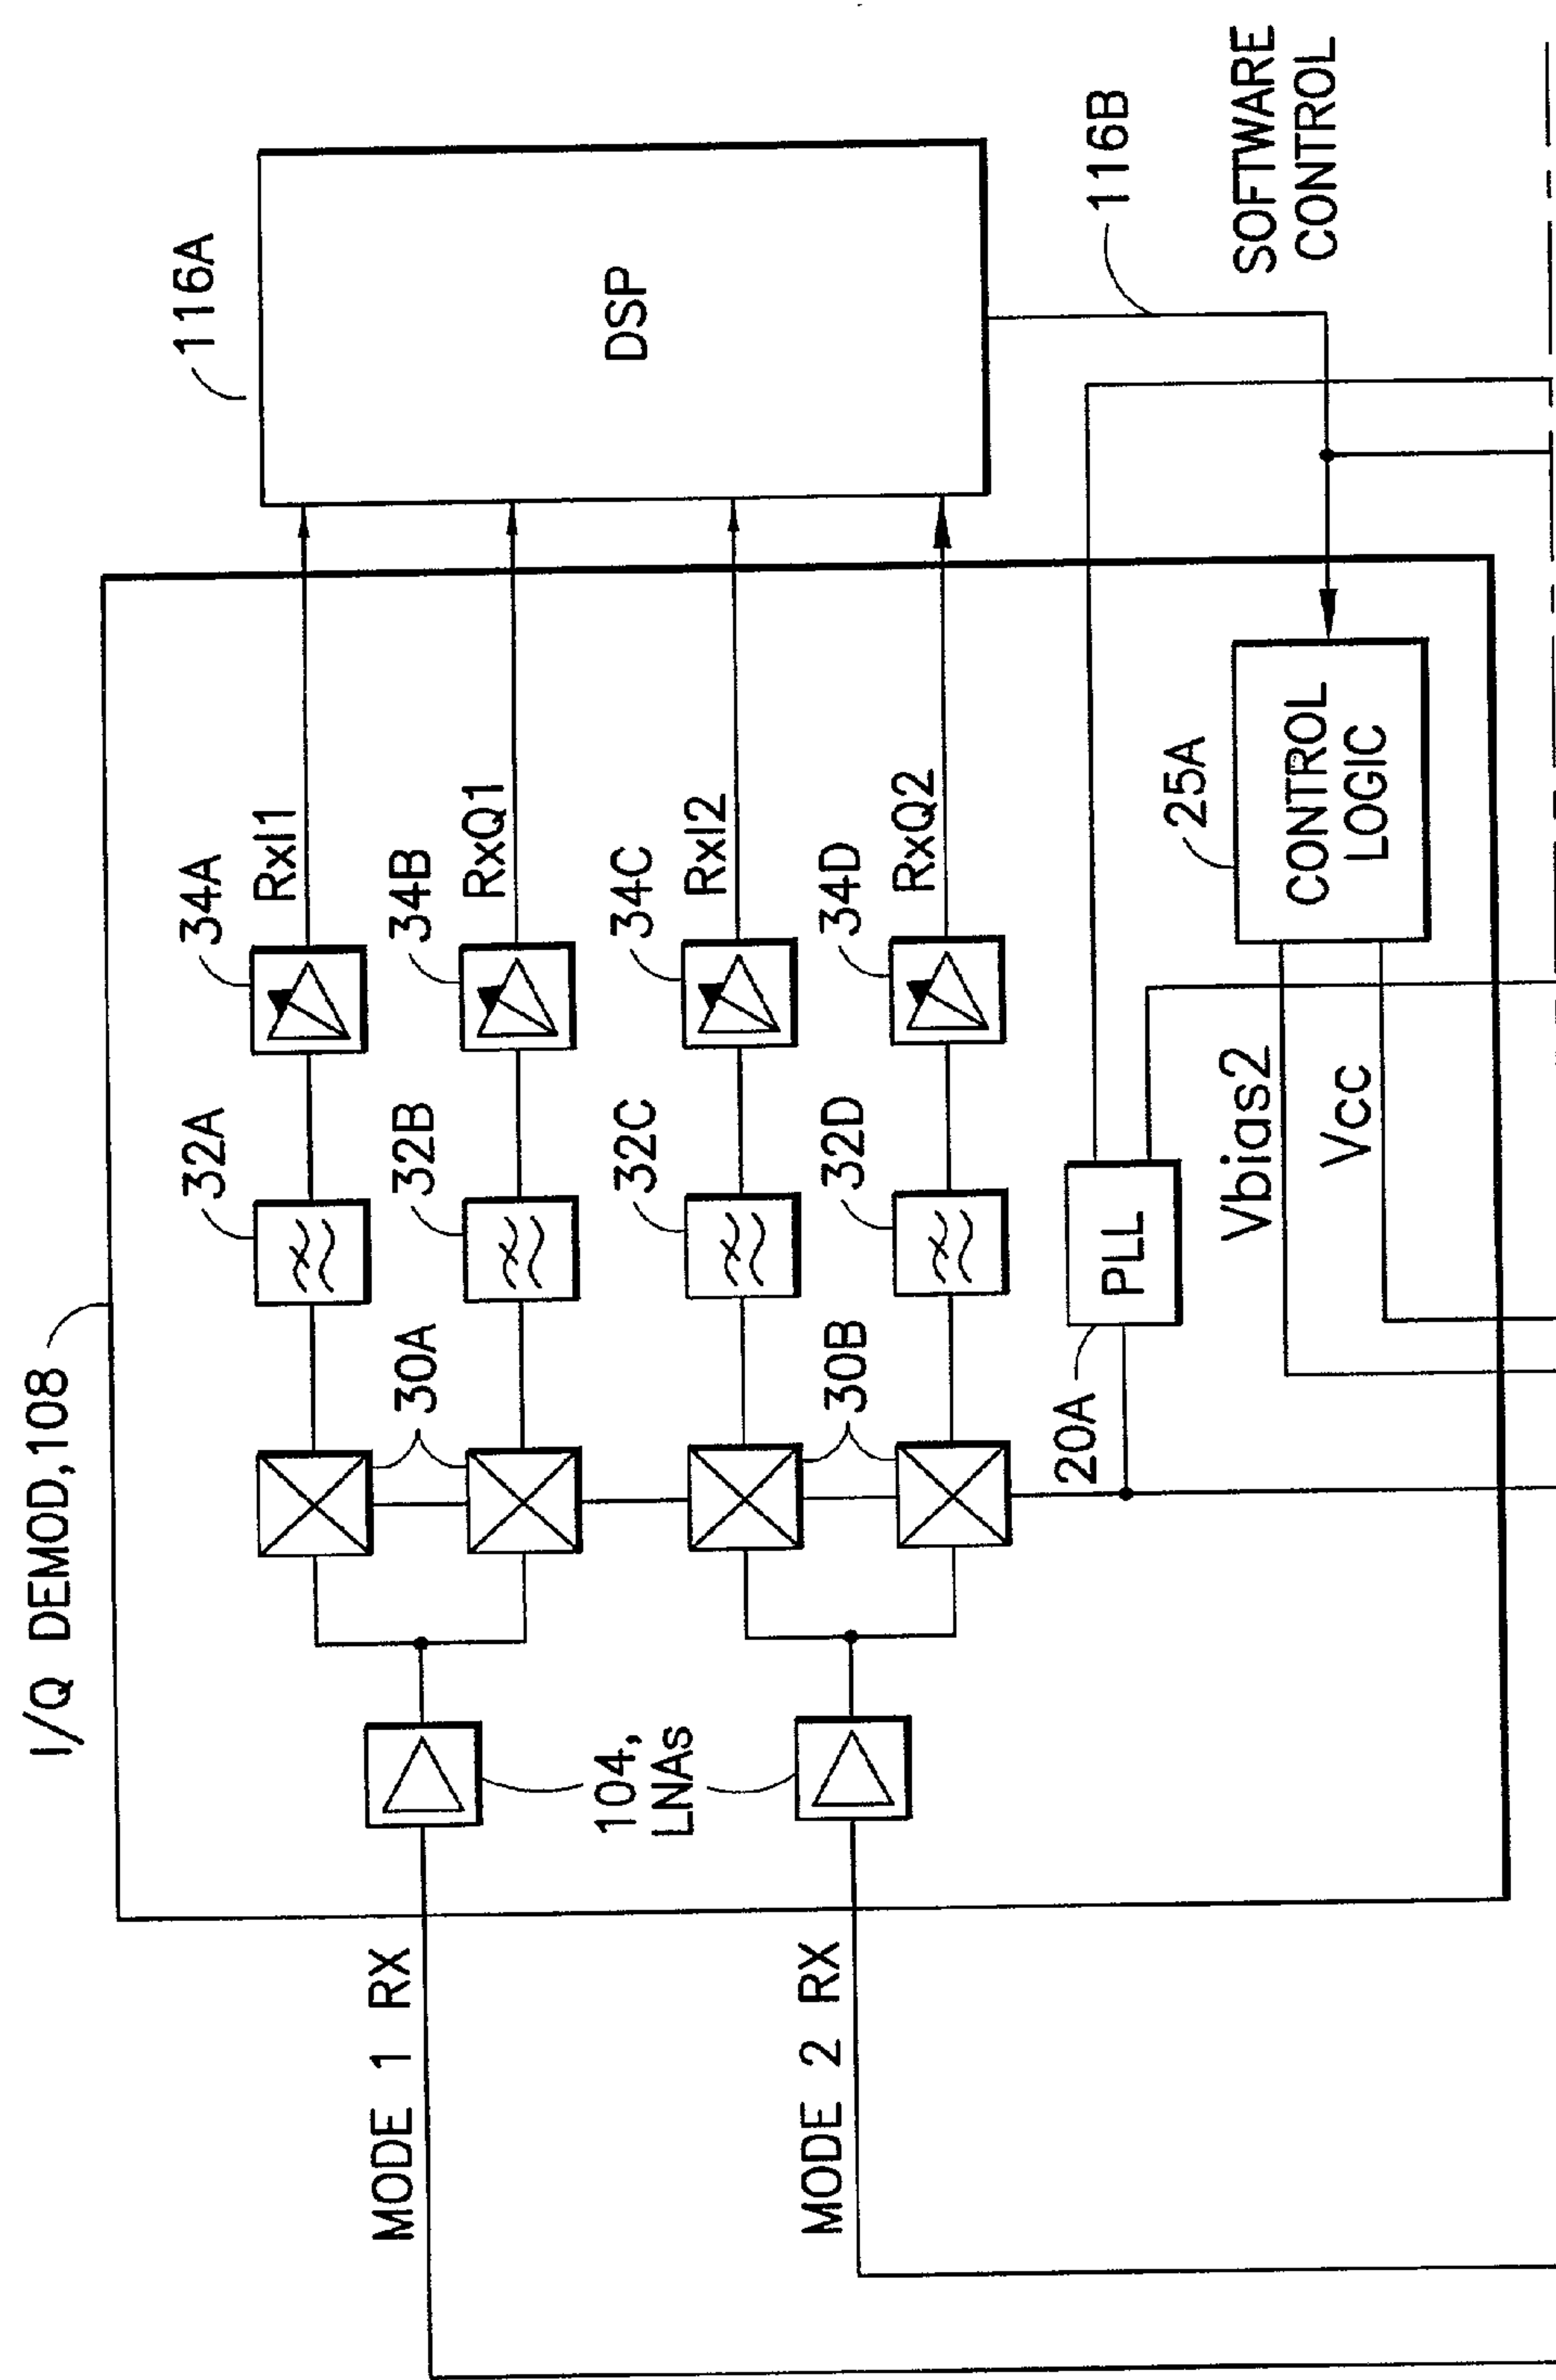 I/Q DEMOD,108
116A
34A
32A
RxI1
MODE 1 RX
34B
32B
30A
RxQ1
DSP
104,
LNAs
34C
32C
RxI2
MODE 2 RX
34D
32D
30B
RxQ2
20A
PLL
116B
25A
Vbias2
CONTROL
LOGIC
Vcc
SOFTWARE
CONTROL